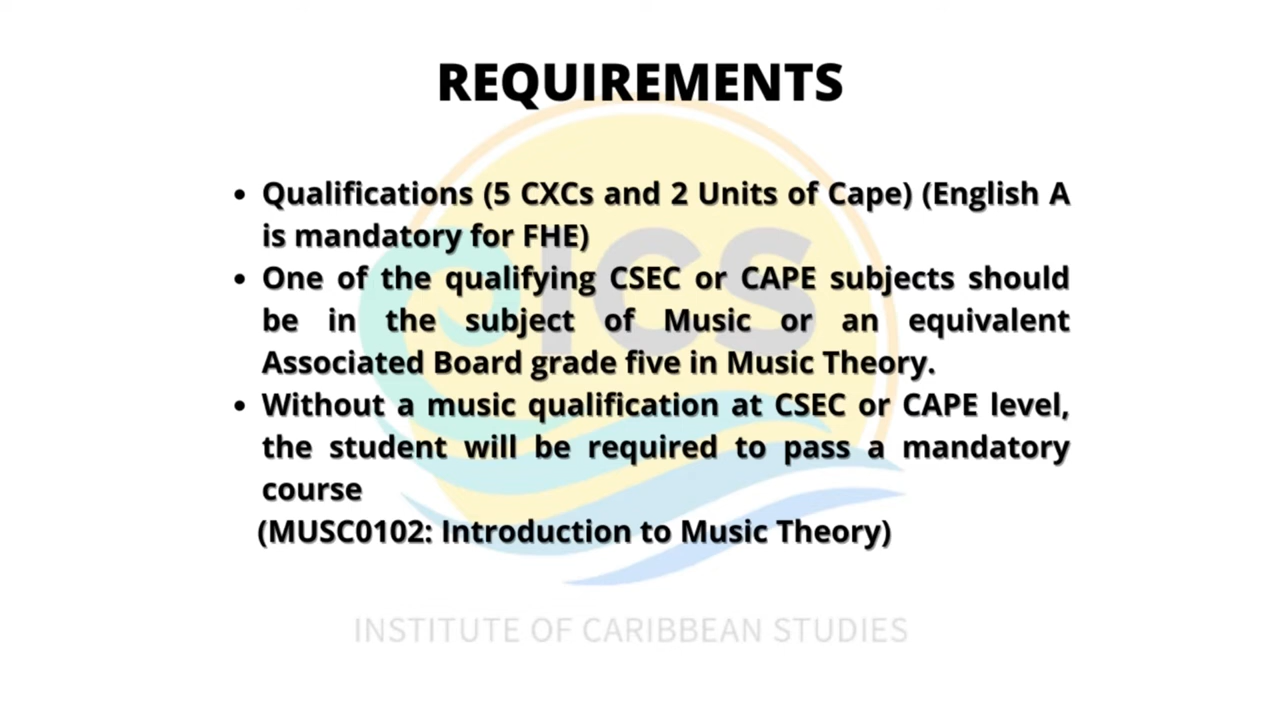 REQUIREMENTS
• Qualifications (5 CXCs and 2 Units of Cape) (English A
is mandatory for FHE)
• One of the qualifying CSEC or CAPE subjects should
be in the subject of Music or an equivalent
Associated Board grade five in Music Theory.
• Without a music qualification at CSEC or CAPE level,
the student will be required to pass a mandatory
course
(MUSC0102: Introduction to Music Theory)
ICS
INSTITUTE OF CARIBBEAN STUDIES